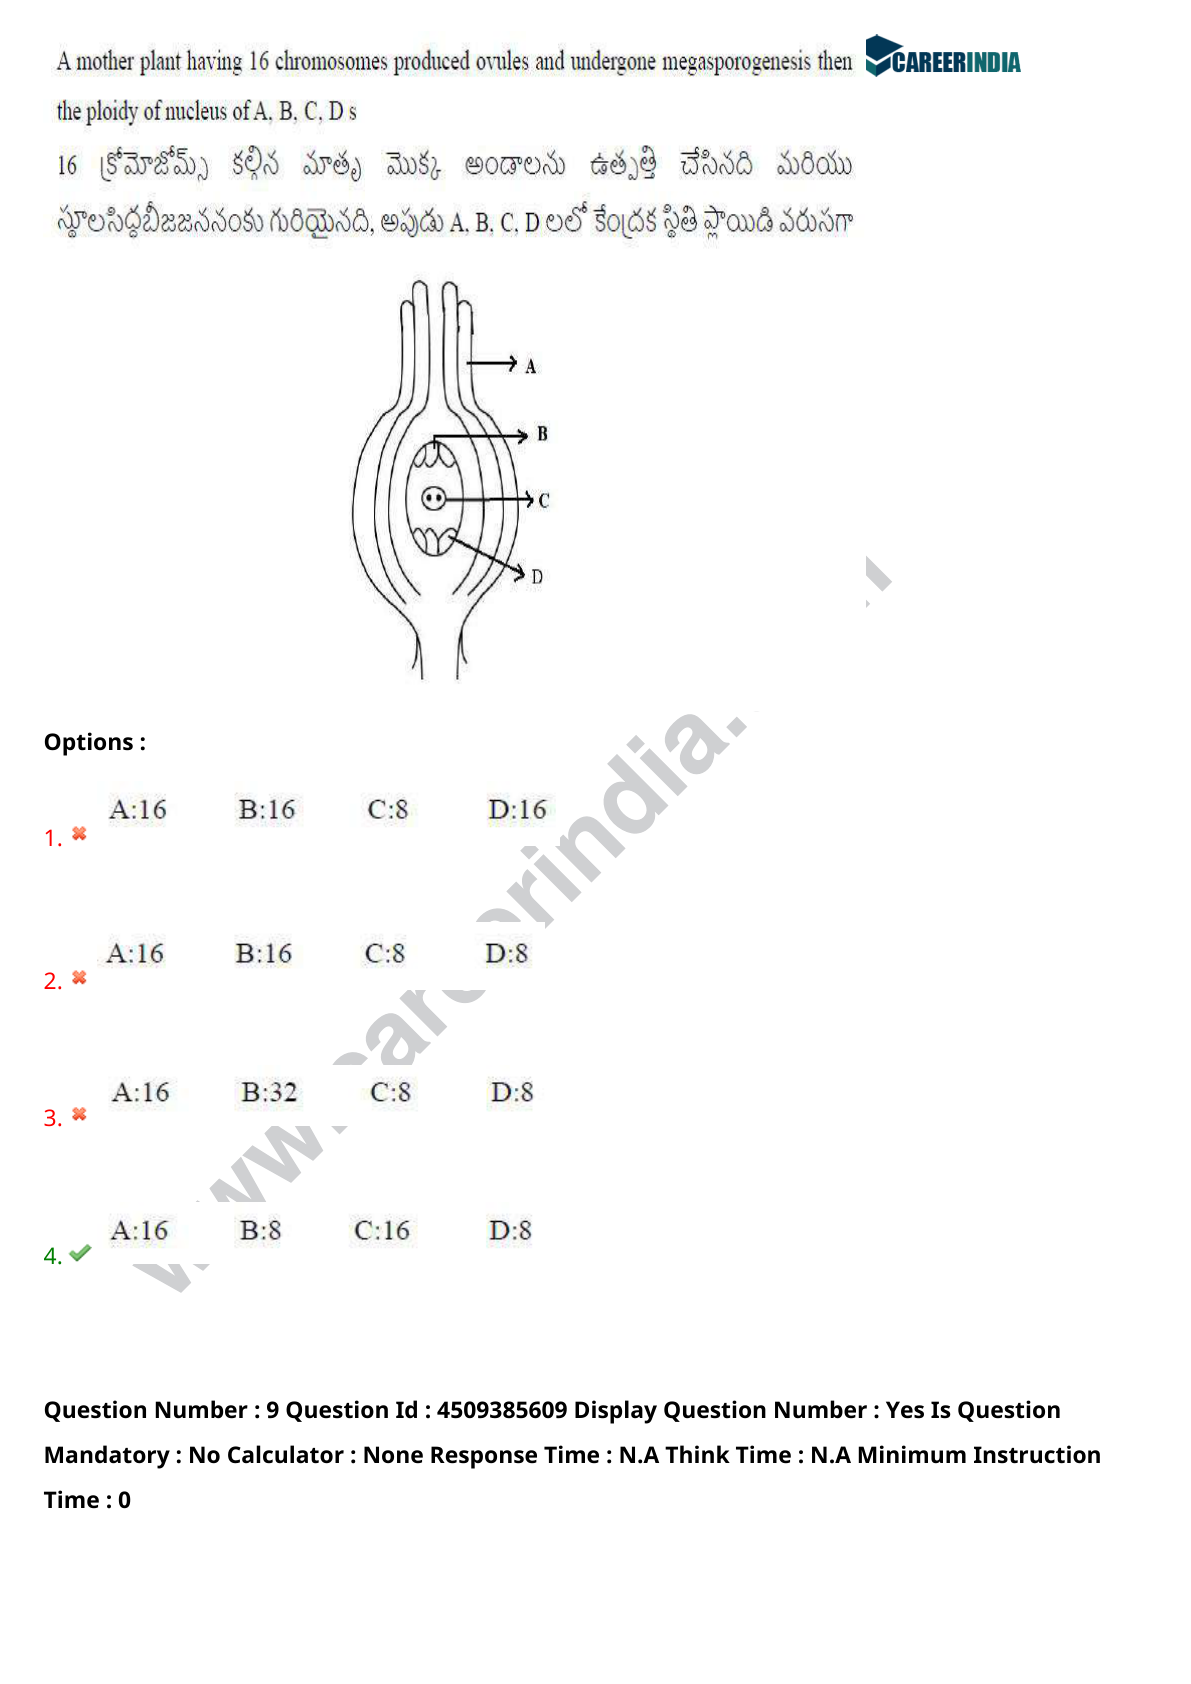 A mother plant having 16 chromosomes produced ovules and undergone megasporogenesis then
CAREERINDIA
the ploidy of nucleus of A, B, C, D s
16 క్రోమోజోమ్స్ కల్గిన మాతృ మొక్క అండాలను ఉత్పత్తి చేసినది మరియు
స్థూలసిద్ధబీజజననంకు గురియైనది, అపుడు A, B, C, D లలో కేంద్రక స్థితి ప్లాయిడి వరుసగా
A
B
C
D
Options :
A:16 B:16 C:8 D:16
1.
A:16 B:16 C:8 D:8
2.
A:16 B:32 C:8 D:8
3.
A:16 B:8 C:16 D:8
4.
Question Number : 9 Question Id : 4509385609 Display Question Number : Yes Is Question
Mandatory : No Calculator : None Response Time : N.A Think Time : N.A Minimum Instruction
Time : 0